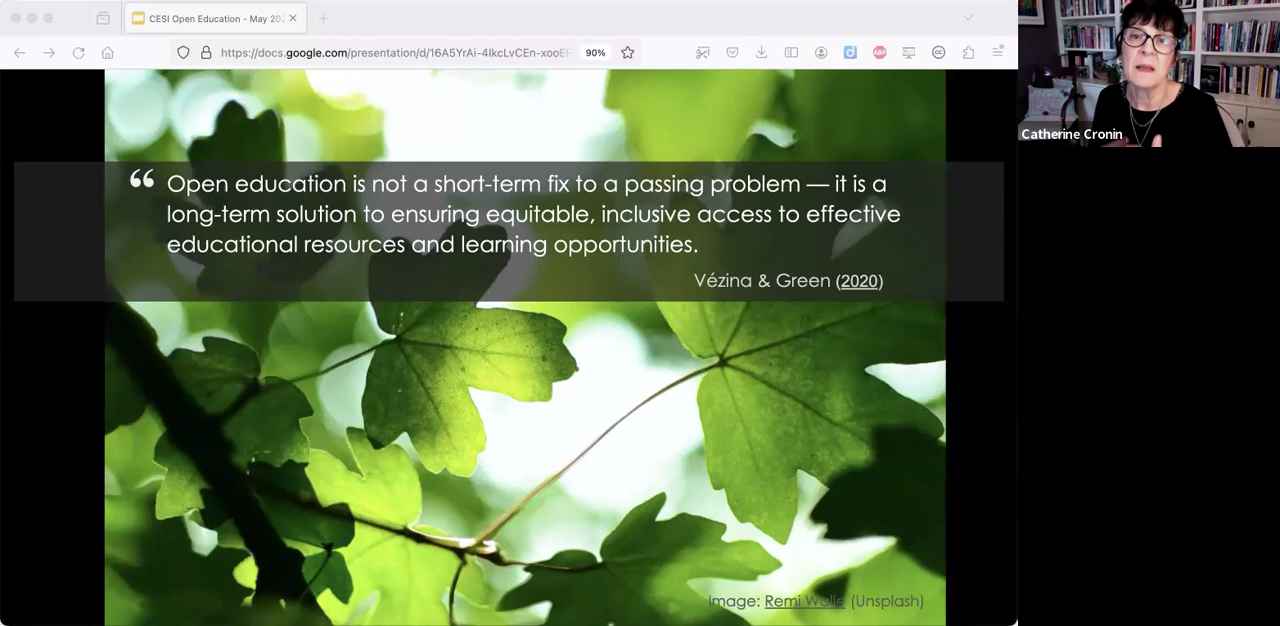 CESI Open Education - May 202
https://docs.google.com/presentation/d/16A5YrAi-4IkcLvCEn-xooEH
90%
Catherine Cronin
“ Open education is not a short-term fix to a passing problem — it is a
long-term solution to ensuring equitable, inclusive access to effective
educational resources and learning opportunities.
Vézina & Green (2020)
Image: Remi Walle (Unsplash)